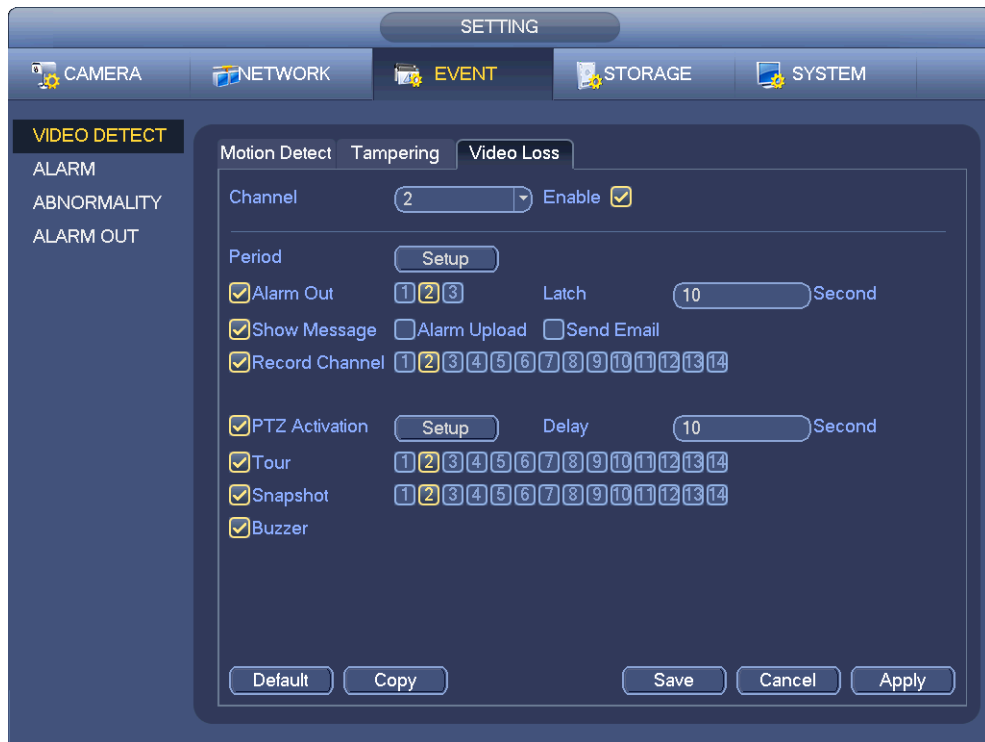 SETTING
CAMERA NETWORK EVENT STORAGE SYSTEM
VIDEO DETECT
ALARM
ABNORMALITY
ALARM OUT
Motion Detect Tampering Video Loss
Channel 2 Enable
Period Setup
Alarm Out 1 2 3 Latch 10 Second
Show Message Alarm Upload Send Email
Record Channel 1 2 3 4 5 6 7 8 9 10 11 12 13 14
PTZ Activation Setup Delay 10 Second
Tour 1 2 3 4 5 6 7 8 9 10 11 12 13 14
Snapshot 1 2 3 4 5 6 7 8 9 10 11 12 13 14
Buzzer
Default Copy Save Cancel Apply